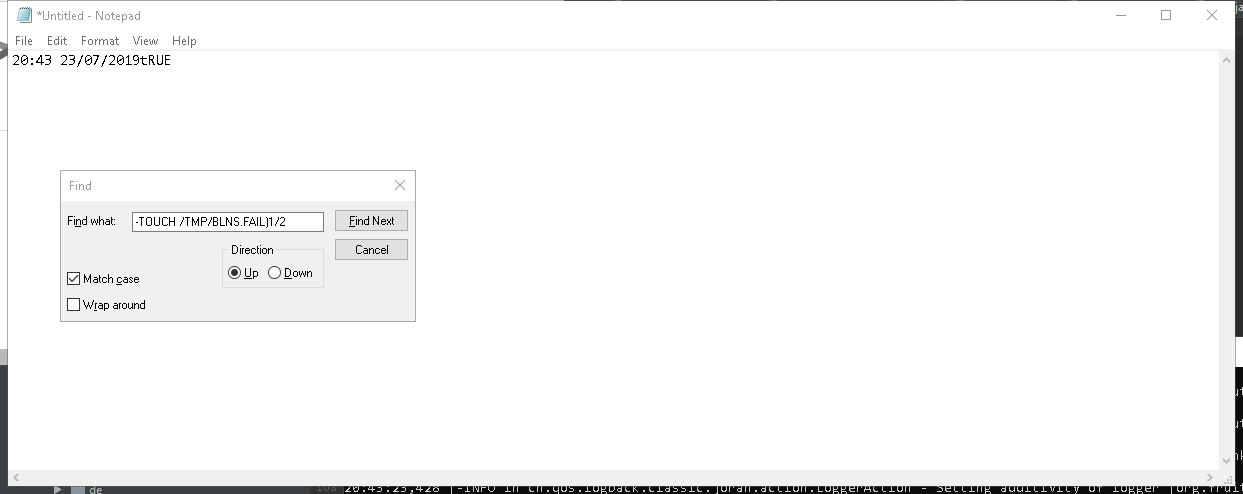 *Untitled - Notepad
File Edit Format View Help
20:43 23/07/2019tRUE
Find
Find what: -TOUCH /TMP/BLNS.FAIL)1/2 Find Next
Direction Cancel
Up Down
Match case
Wrap around
de
20:43:23,428 |-INFO in ch.qos.logback.classic.joran.action.LoggerAction - Setting additivity of logger